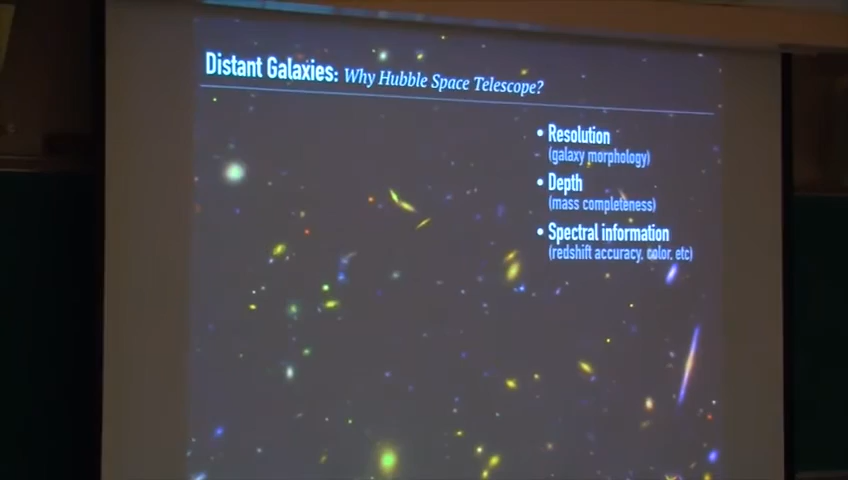 Distant Galaxies: Why Hubble Space Telescope?
• Resolution
(galaxy morphology)
• Depth
(mass completeness)
• Spectral information
(redshift accuracy, color, etc)